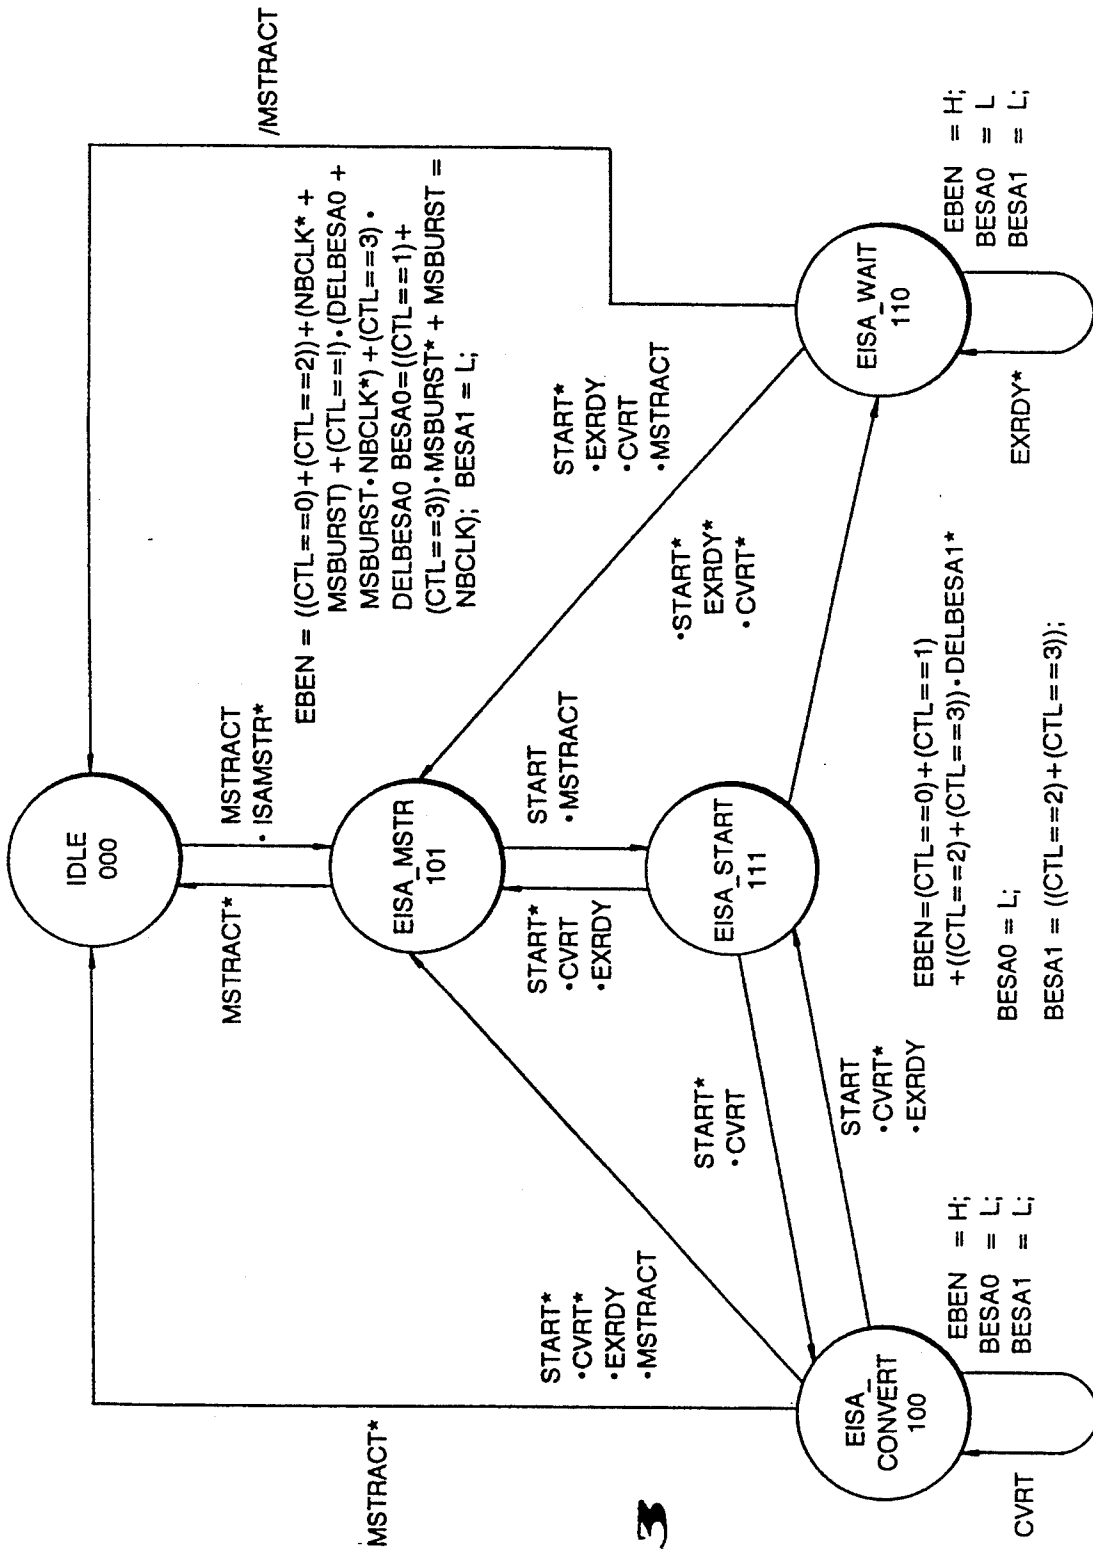 /MSTRACT
IDLE
000
MSTRACT
• ISAMSTR*
MSTRACT*
EBEN = ((CTL==0)+(CTL==2))+(NBCLK* +
MSBURST) +(CTL==!)•(DELBESA0 +
MSBURST•NBCLK*) +(CTL==3)•
DELBESA0 BESA0=((CTL==1)+
(CTL==3))•MSBURST* + MSBURST =
NBCLK); BESA1 = L;
EISA_MSTR
101
START
•MSTRACT
START*
•CVRT
•EXRDY
START*
•EXRDY
•CVRT
•MSTRACT
•START*
EXRDY*
•CVRT*
EISA_START
111
EISA_WAIT
110
EBEN = H;
BESA0 = L
BESA1 = L;
EXRDY*
EBEN=(CTL==0)+(CTL==1)
+((CTL==2)+(CTL==3))•DELBESA1*
BESA0 = L;
BESA1 = ((CTL==2)+(CTL==3));
START*
•CVRT
START
•CVRT*
•EXRDY
START*
•CVRT*
•EXRDY
•MSTRACT
MSTRACT*
EISA_
CONVERT
100
EBEN = H;
BESA0 = L;
BESA1 = L;
CVRT
3